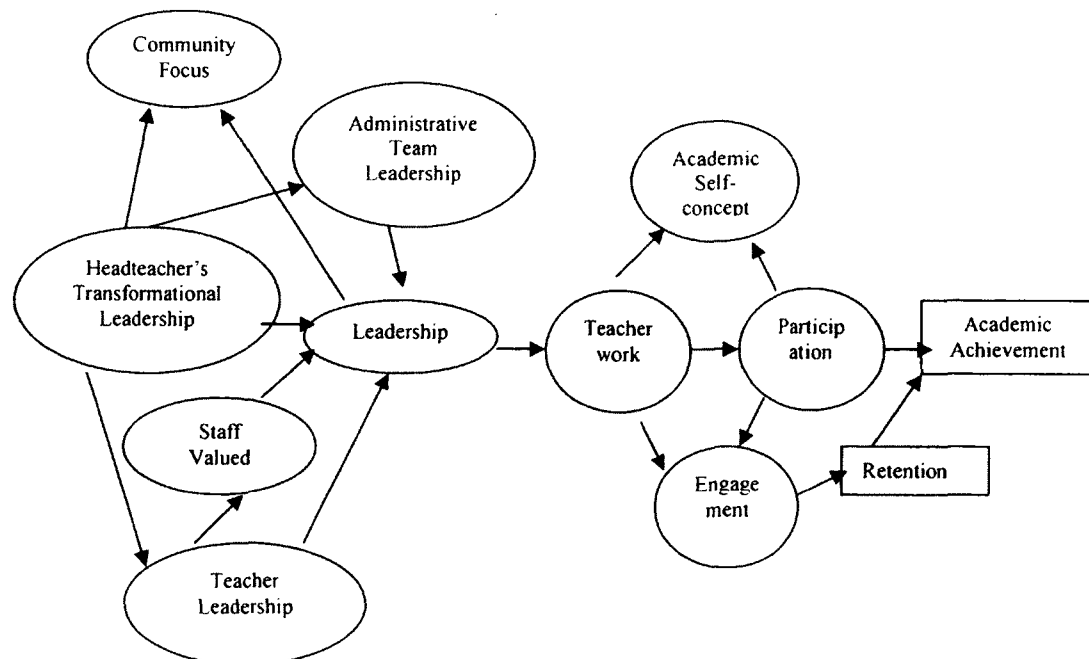 Community
Focus
Administrative
Team
Leadership
Academic
Self-
concept
Headteacher's
Transformational
Leadership
Leadership
Teacher
work
Particip
ation
Academic
Achievement
Staff
Valued
Engage
ment
Retention
Teacher
Leadership